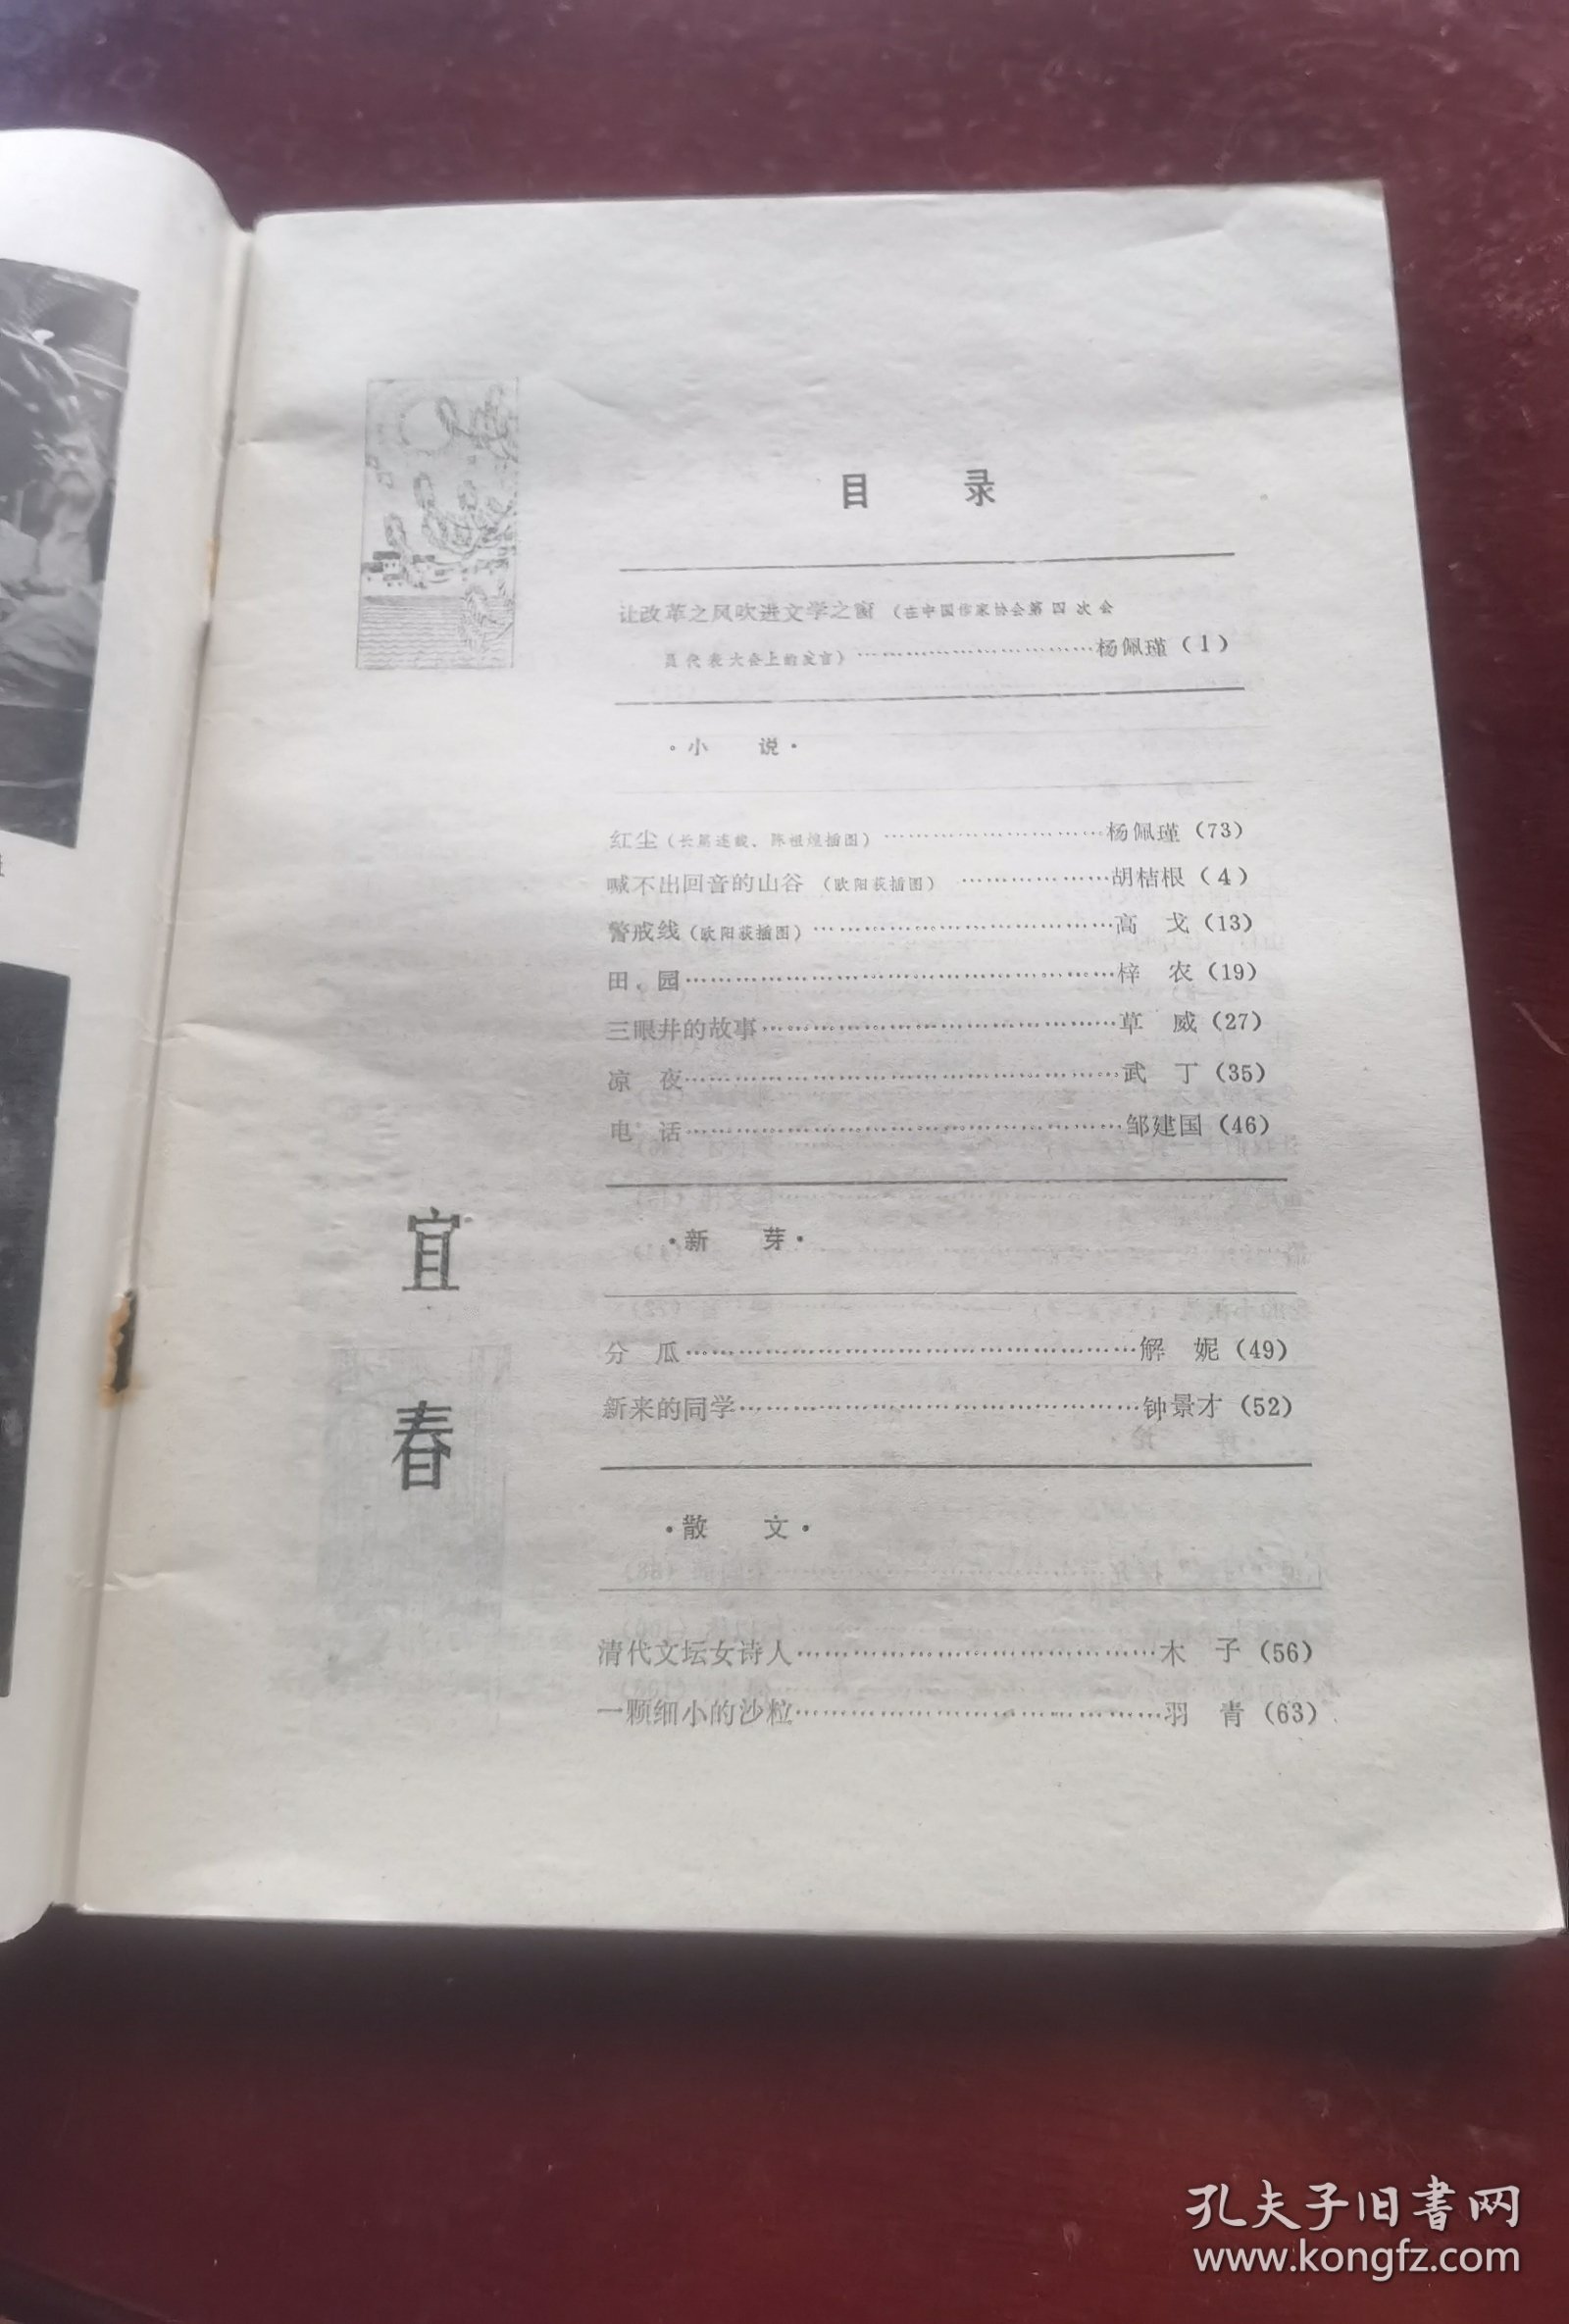 目 录
让改革之风吹进文学之窗 (在中国作家协会第四次会
员代表大会上的发言)…………………………杨佩瑾(1)
·小 说·
红尘(长篇连载、陈祖煌插图)………………………杨佩瑾(73)
喊不出回音的山谷 (欧阳荻插图) ………………胡桔根(4)
警戒线(欧阳荻插图)………………………………高 戈(13)
田、园……………………………………………梓 农(19)
三眼井的故事……………………………………草 威(27)
凉 夜……………………………………………武 丁(35)
电 话……………………………………………邹建国(46)
·新 芽·
分 瓜………………………………………………解 妮(49)
新来的同学…………………………………………钟景才(52)
·散 文·
清代文坛女诗人……………………………………木 子(56)
一颗细小的沙粒……………………………………羽 青(63)
宜
春
孔夫子旧书网
www.kongfz.com